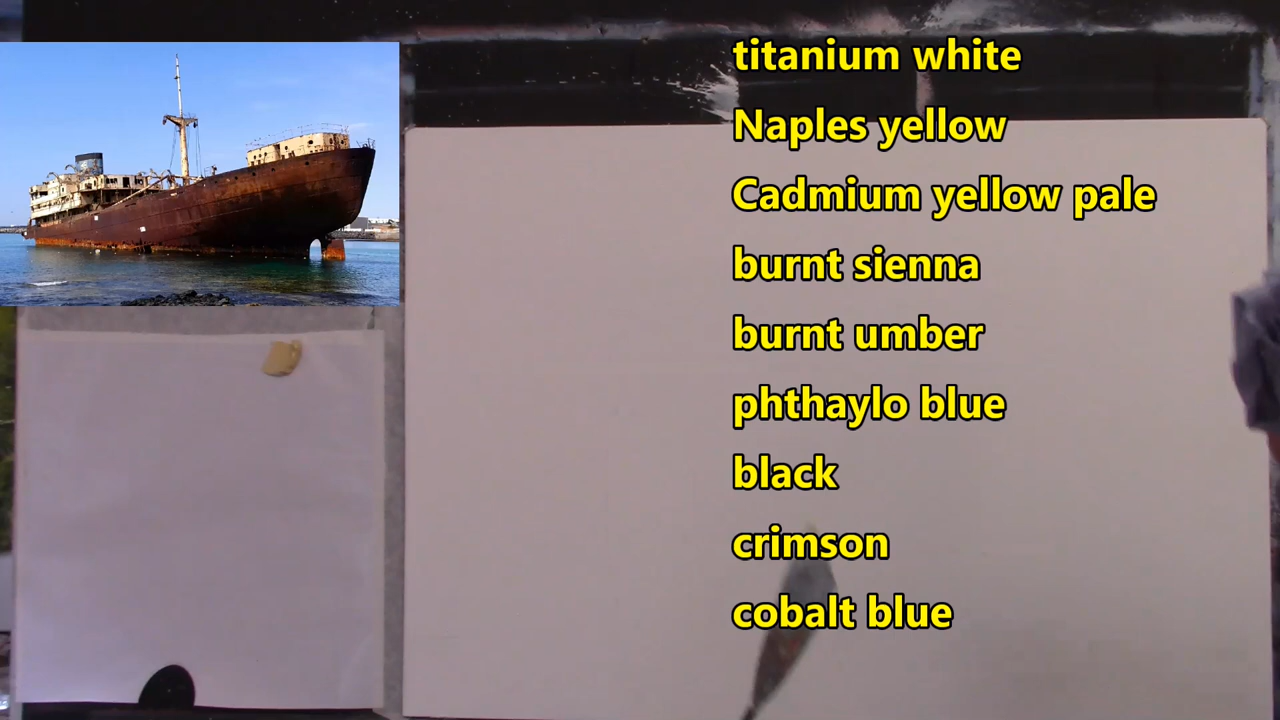 titanium white
Naples yellow
Cadmium yellow pale
burnt sienna
burnt umber
phthaylo blue
black
crimson
cobalt blue